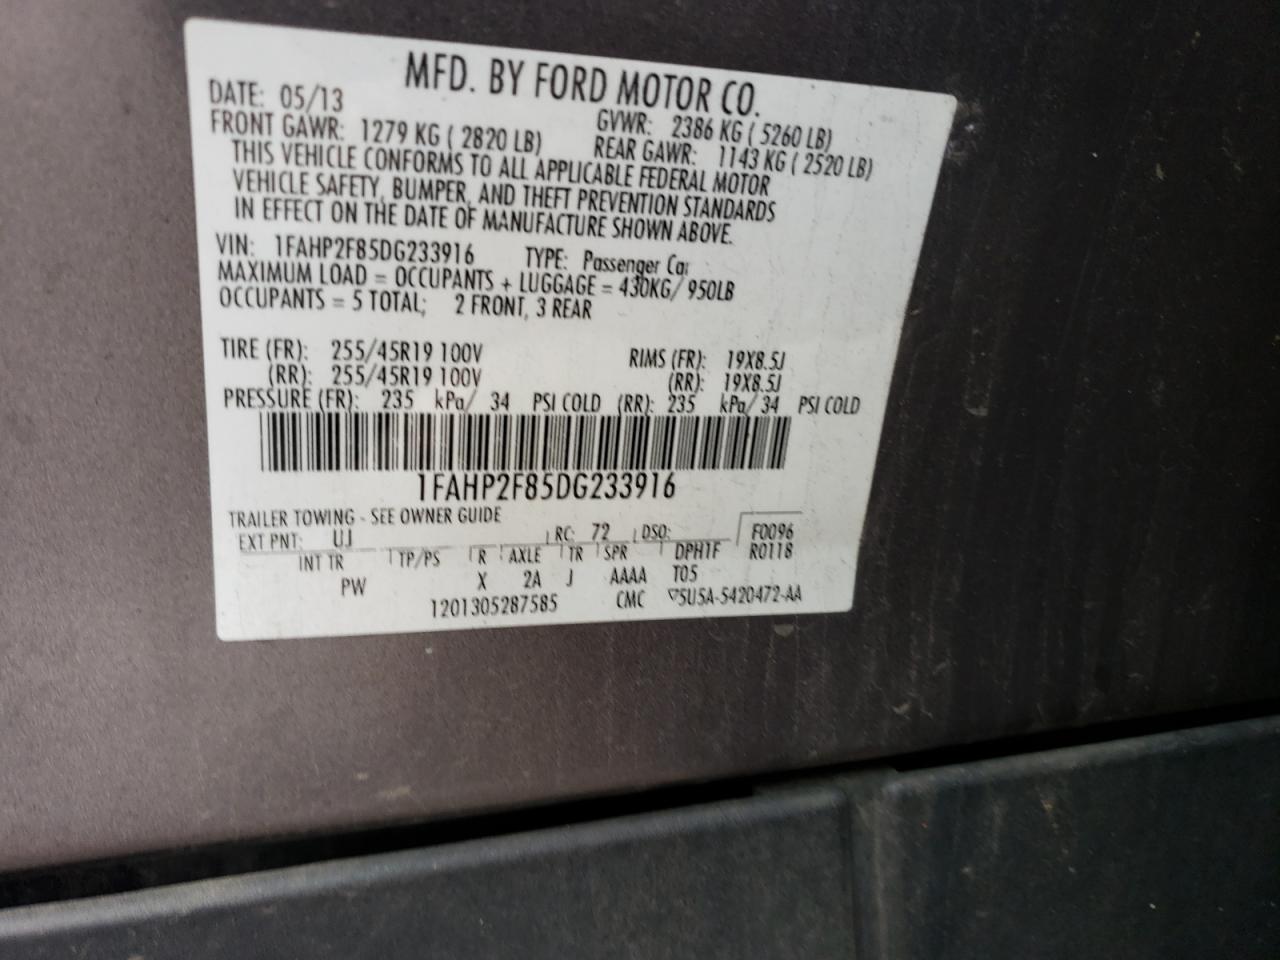 MFD. BY FORD MOTOR CO.
DATE: 05/13 GVWR: 2386 KG ( 5260 LB)
FRONT GAWR: 1279 KG ( 2820 LB) REAR GAWR: 1143 KG ( 2520 LB)
THIS VEHICLE CONFORMS TO ALL APPLICABLE FEDERAL MOTOR
VEHICLE SAFETY, BUMPER, AND THEFT PREVENTION STANDARDS
IN EFFECT ON THE DATE OF MANUFACTURE SHOWN ABOVE.
VIN: 1FAHP2F85DG233916 TYPE: Passenger Car
MAXIMUM LOAD = OCCUPANTS + LUGGAGE = 430KG/ 950LB
OCCUPANTS = 5 TOTAL; 2 FRONT, 3 REAR
TIRE (FR): 255/45R19 100V RIMS (FR): 19X8.5J
(RR): 255/45R19 100V (RR): 19X8.5J
PRESSURE (FR): 235 kPa/ 34 PSI COLD (RR): 235 kPa/ 34 PSI COLD
1FAHP2F85DG233916
TRAILER TOWING - SEE OWNER GUIDE
EXT PNT: UJ RC: 72 DSO: F0096
INT TR TP/PS R AXLE TR SPR DPH1F R0118
PW X 2A J AAAA T05
1201305287585 CMC ▽5U5A-5420472-AA